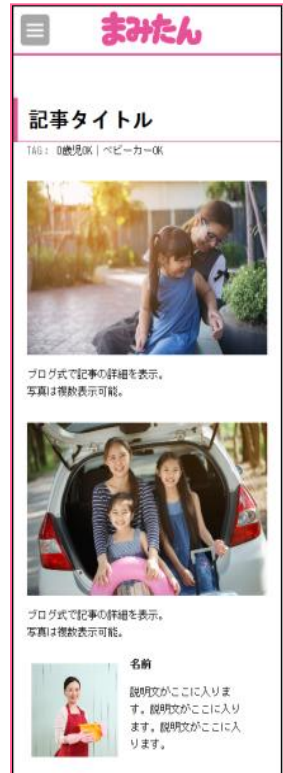 まみたん
記事タイトル
TAG: 0歳児OK | ベビーカーOK
ブログ式で記事の詳細を表示。
写真は複数表示可能。
ブログ式で記事の詳細を表示。
写真は複数表示可能。
名前
説明文がここに入りま
す。説明文がここに入り
ます。説明文がここに入
ります。